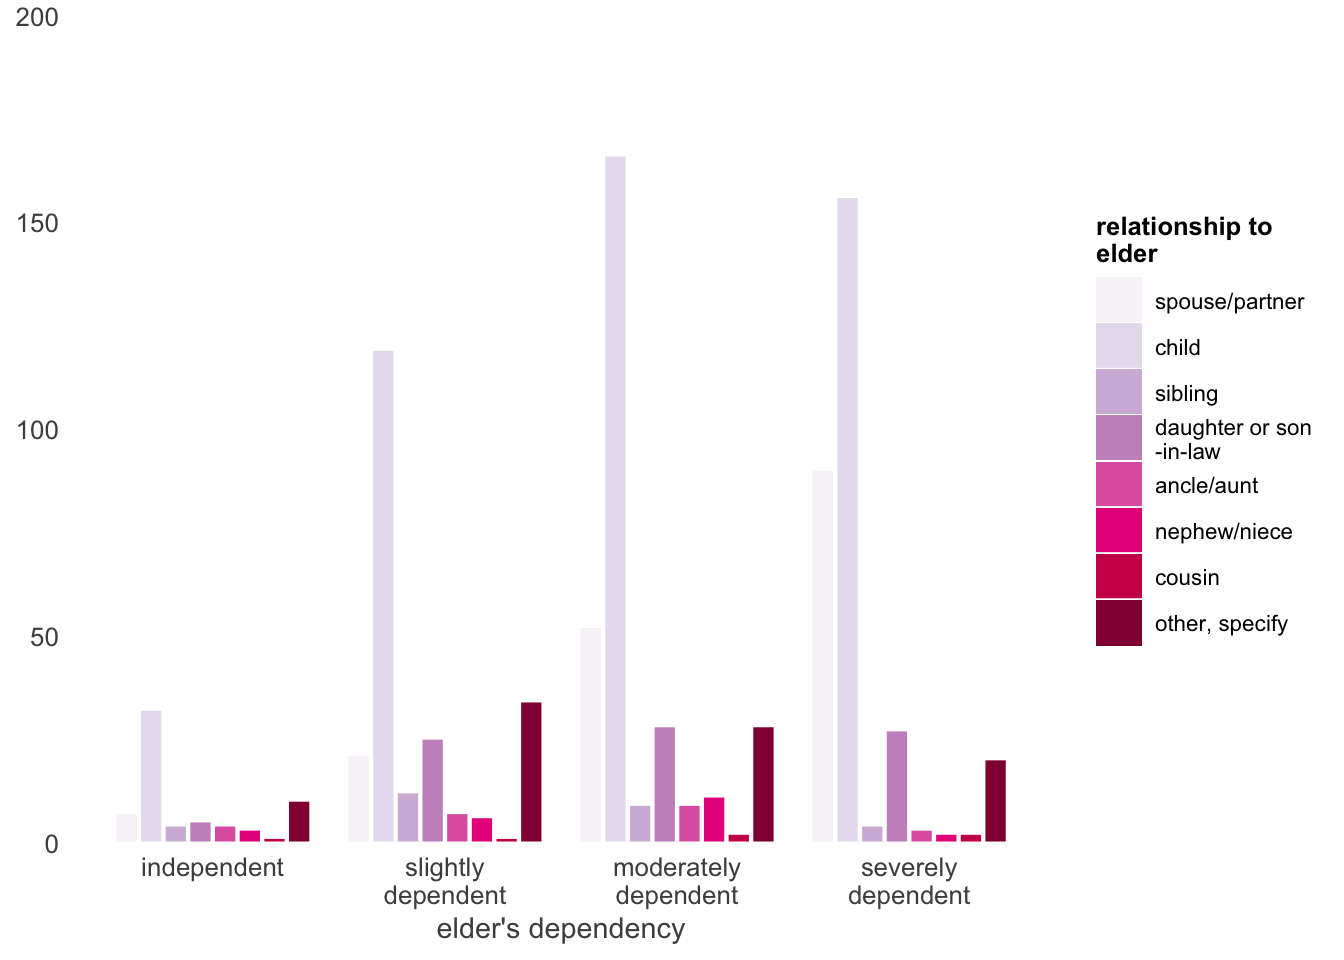 200
150
100
50
0
independent
slightly
dependent
moderately
dependent
severely
dependent
elder's dependency
relationship to
elder
spouse/partner
child
sibling
daughter or son
-in-law
ancle/aunt
nephew/niece
cousin
other, specify